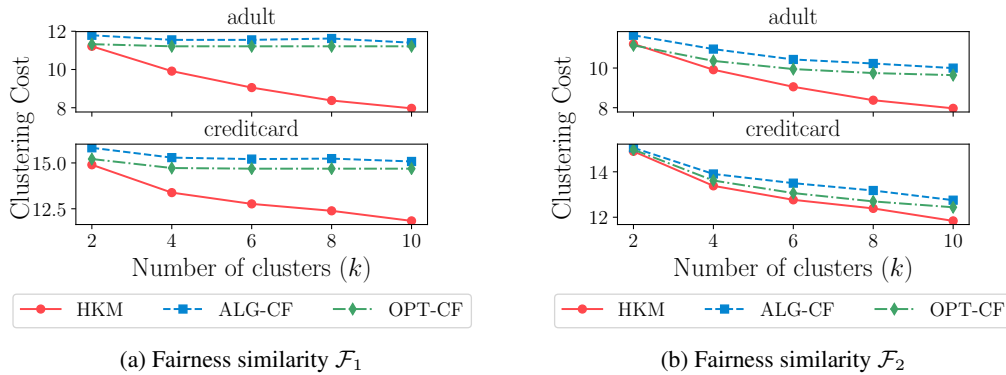 adult
12
10
8
creditcard
15.0
12.5
2 4 6 8 10
Clustering Cost
Number of clusters (k)
HKM ALG-CF OPT-CF
(a) Fairness similarity F₁
adult
10
creditcard
14
12
2 4 6 8 10
Clustering Cost
Number of clusters (k)
HKM ALG-CF OPT-CF
(b) Fairness similarity F₂